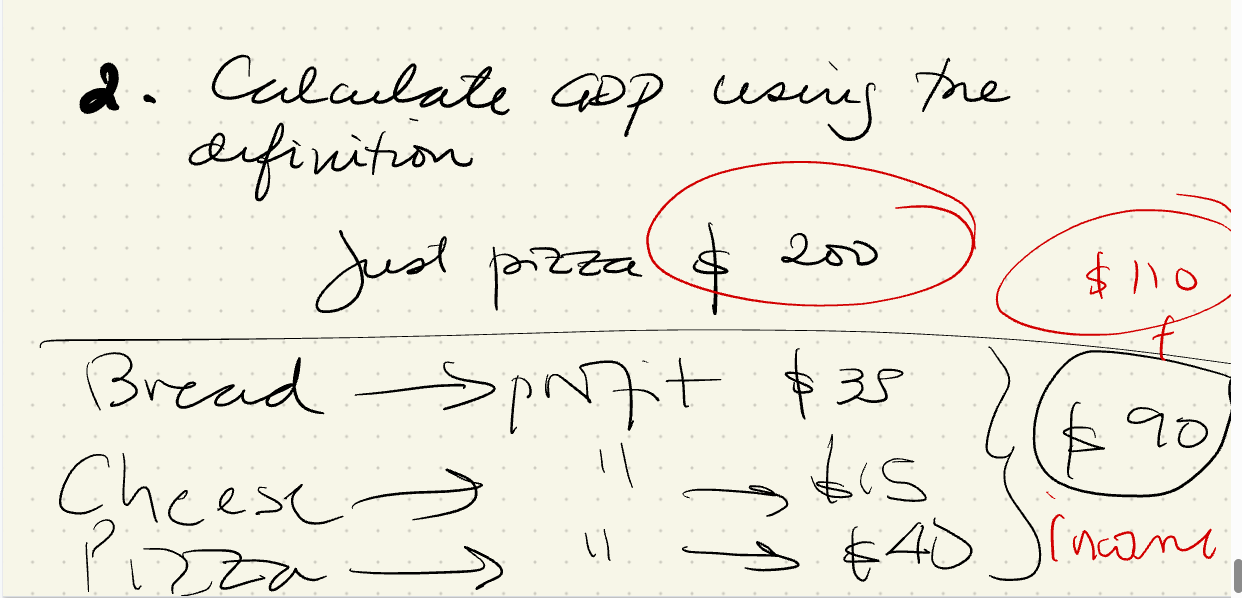 2. Calculate GDP using the
definition
Just pizza $ 200
$ 110
+
Bread → profit $ 35
$ 90
Cheese → " → $15
Pizza → " → $40
income